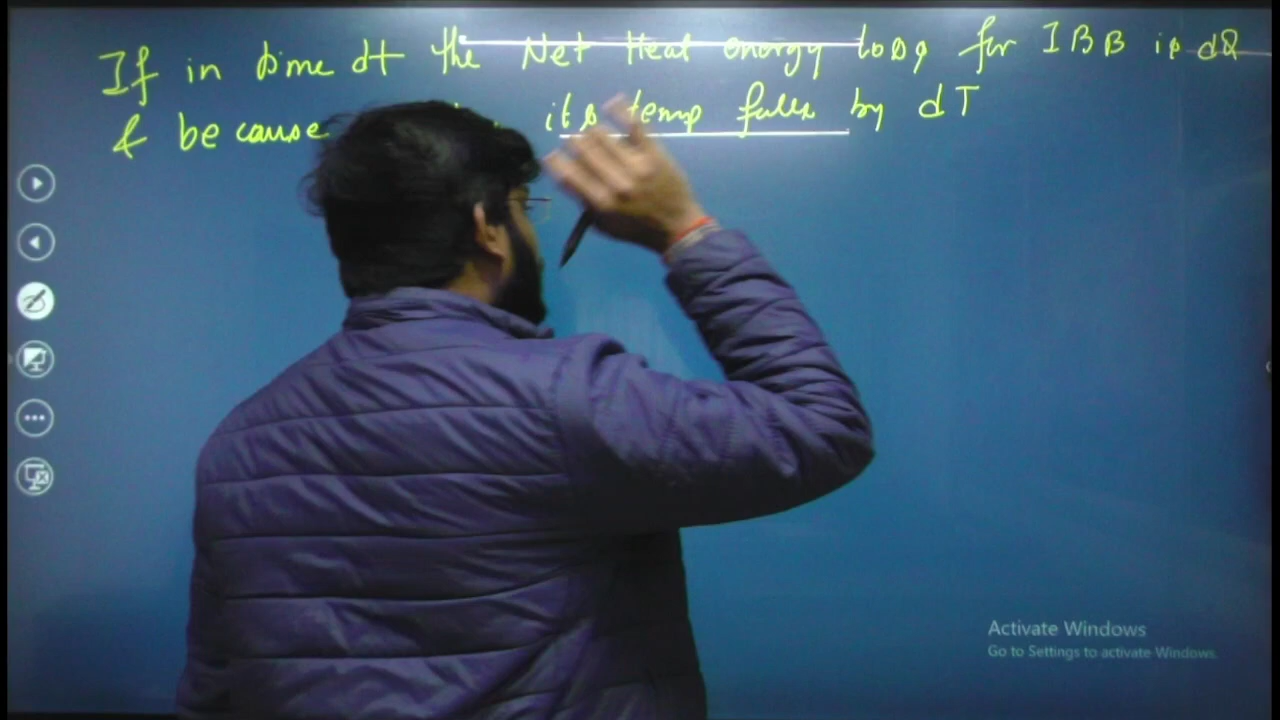 If in time dt the Net Heat energy loss for IBB is dQ
& because its temp falls by dT
Activate Windows
Go to Settings to activate Windows.